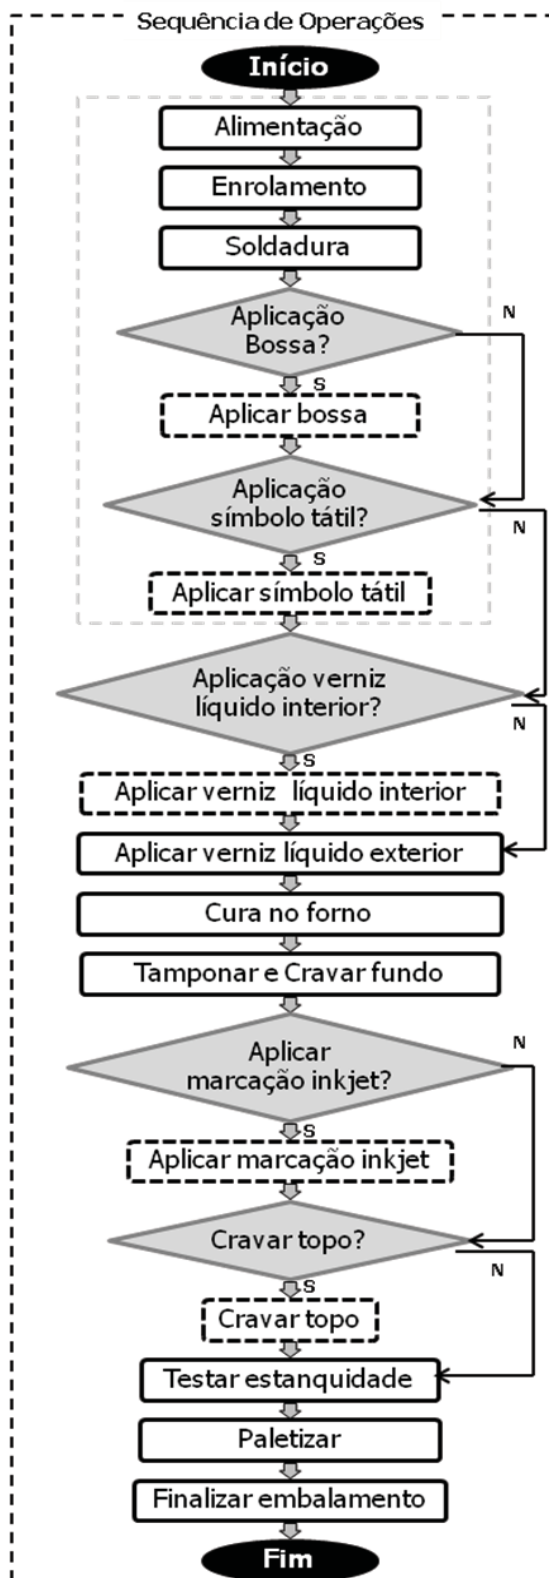 Sequência de Operações
Início
Alimentação
Enrolamento
Soldadura
Aplicação
Bossa?
N
S
Aplicar bossa
Aplicação
símbolo tátil?
N
S
Aplicar símbolo tátil
Aplicação verniz
líquido interior?
N
S
Aplicar verniz líquido interior
Aplicar verniz líquido exterior
Cura no forno
Tamponar e Cravar fundo
Aplicar
marcação inkjet?
N
S
Aplicar marcação inkjet
Cravar topo?
N
S
Cravar topo
Testar estanquidade
Paletizar
Finalizar embalamento
Fim